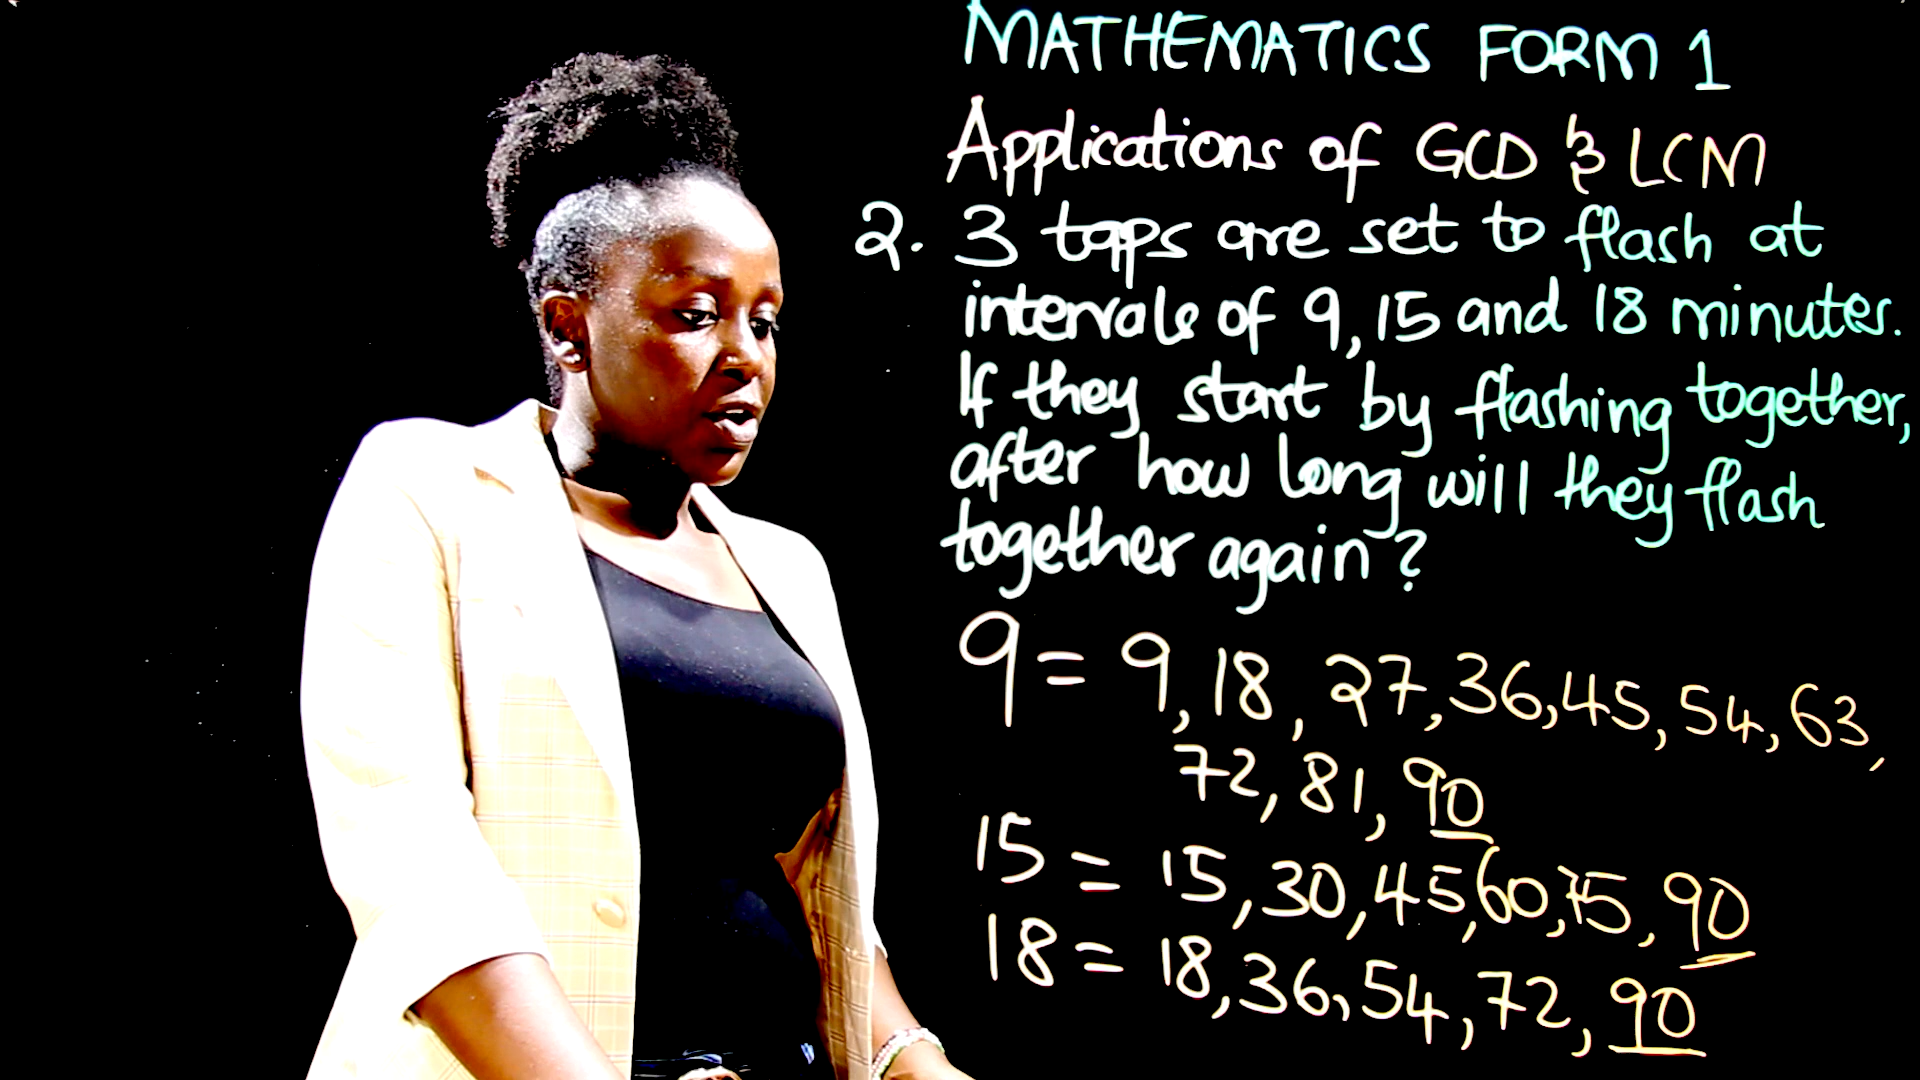 MATHEMATICS FORM 1
Applications of GCD & LCM
2. 3 taps are set to flash at
intervals of 9, 15 and 18 minutes.
If they start by flashing together,
after how long will they flash
together again?
9 = 9, 18, 27, 36, 45, 54, 63,
72, 81, 90
15 = 15, 30, 45, 60, 75, 90
18 = 18, 36, 54, 72, 90